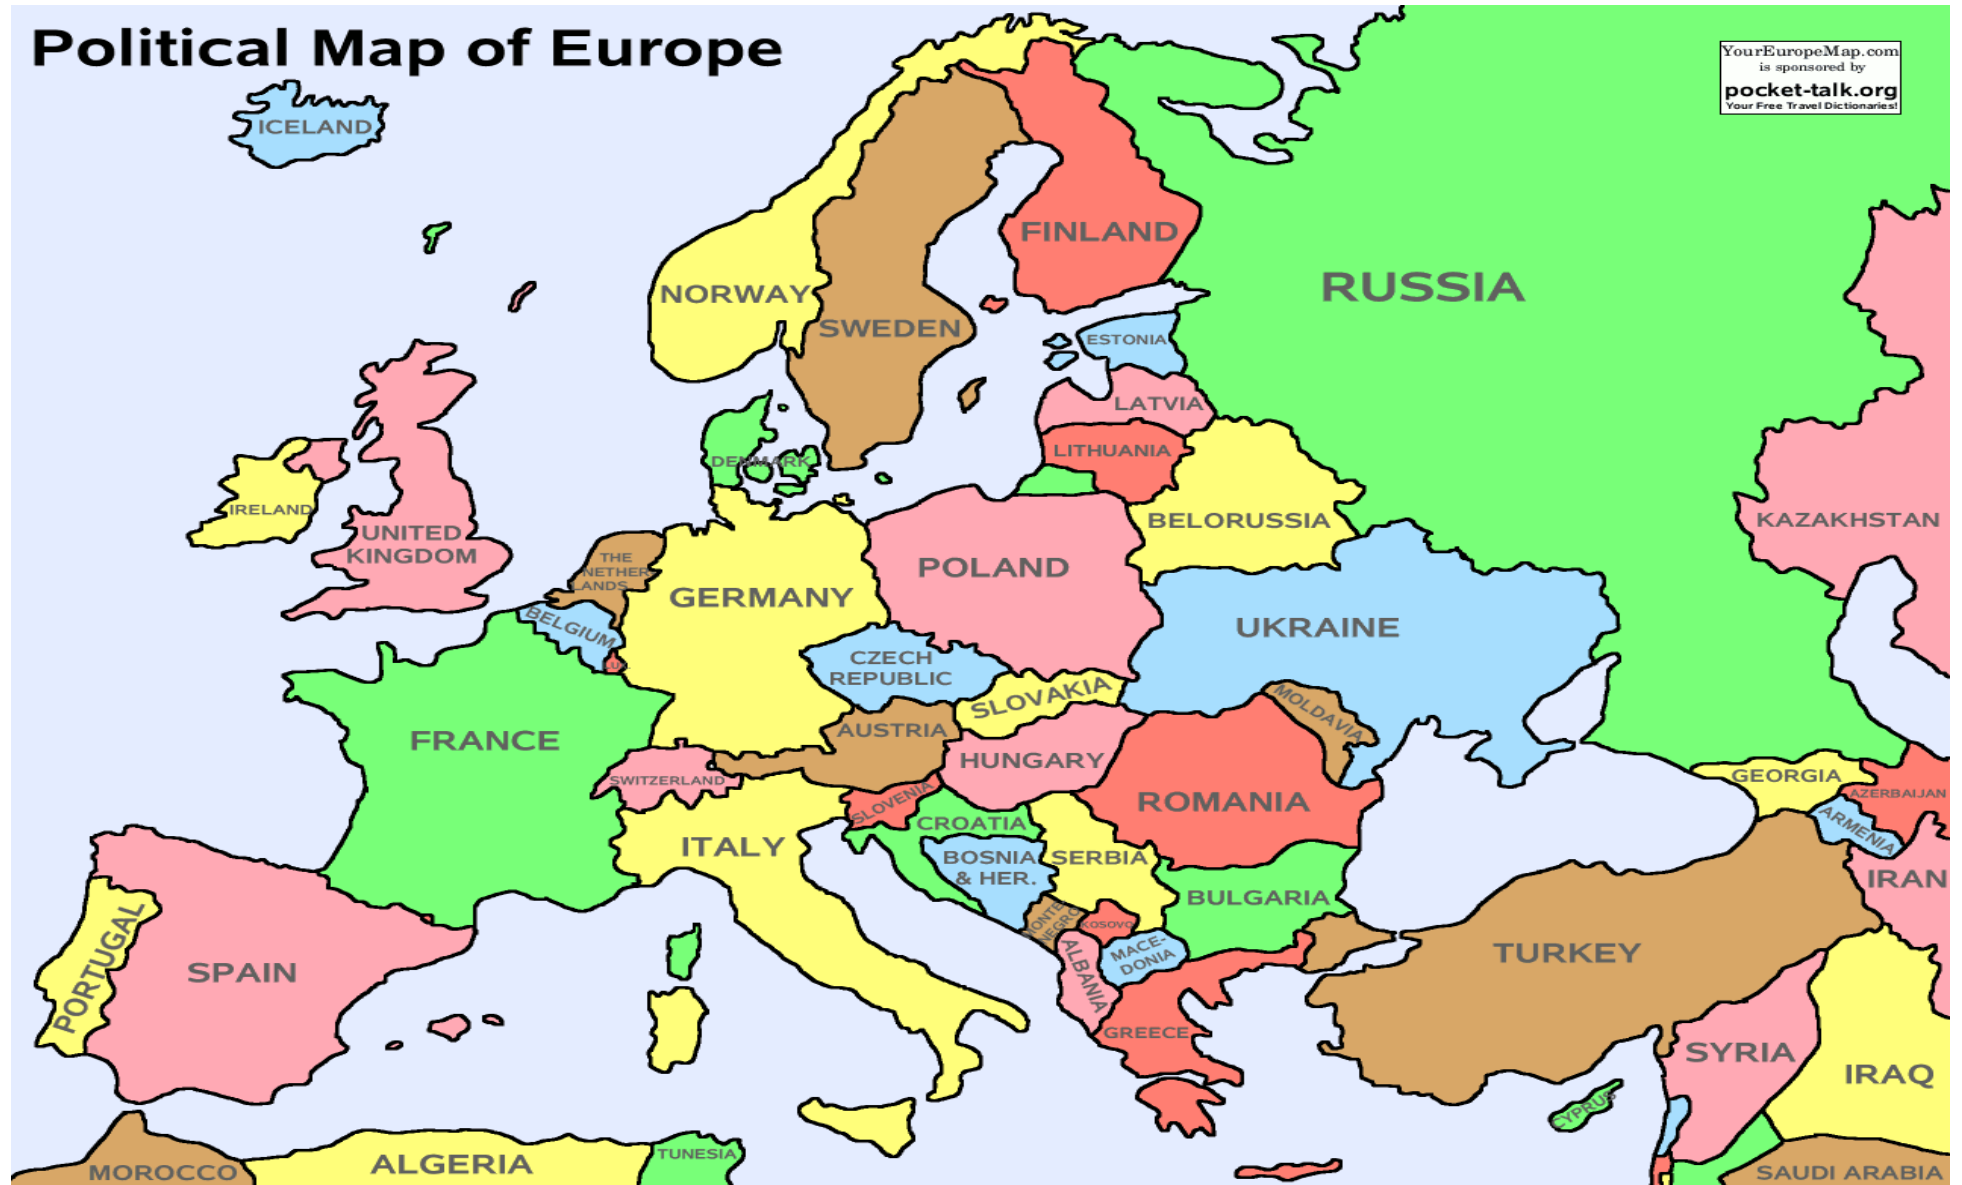 Political Map of Europe
YourEuropeMap.com
is sponsored by
pocket-talk.org
Your Free Travel Dictionaries!
ICELAND
FINLAND
RUSSIA
NORWAY
SWEDEN
ESTONIA
LATVIA
LITHUANIA
DENMARK
IRELAND
UNITED
KINGDOM
BELORUSSIA
KAZAKHSTAN
THE
NETHER
LANDS
POLAND
GERMANY
BELGIUM
LUX.
UKRAINE
CZECH
REPUBLIC
SLOVAKIA
MOLDAVIA
FRANCE
AUSTRIA
HUNGARY
SWITZERLAND
SLOVENIA
ROMANIA
GEORGIA
AZERBAIJAN
ARMENIA
CROATIA
ITALY
BOSNIA
& HER.
SERBIA
IRAN
BULGARIA
PORTUGAL
SPAIN
MONTE
NEGRO
KOSOVO
MACE-
DONIA
ALBANIA
TURKEY
GREECE
SYRIA
IRAQ
CYPRUS
MOROCCO
ALGERIA
TUNESIA
SAUDI ARABIA